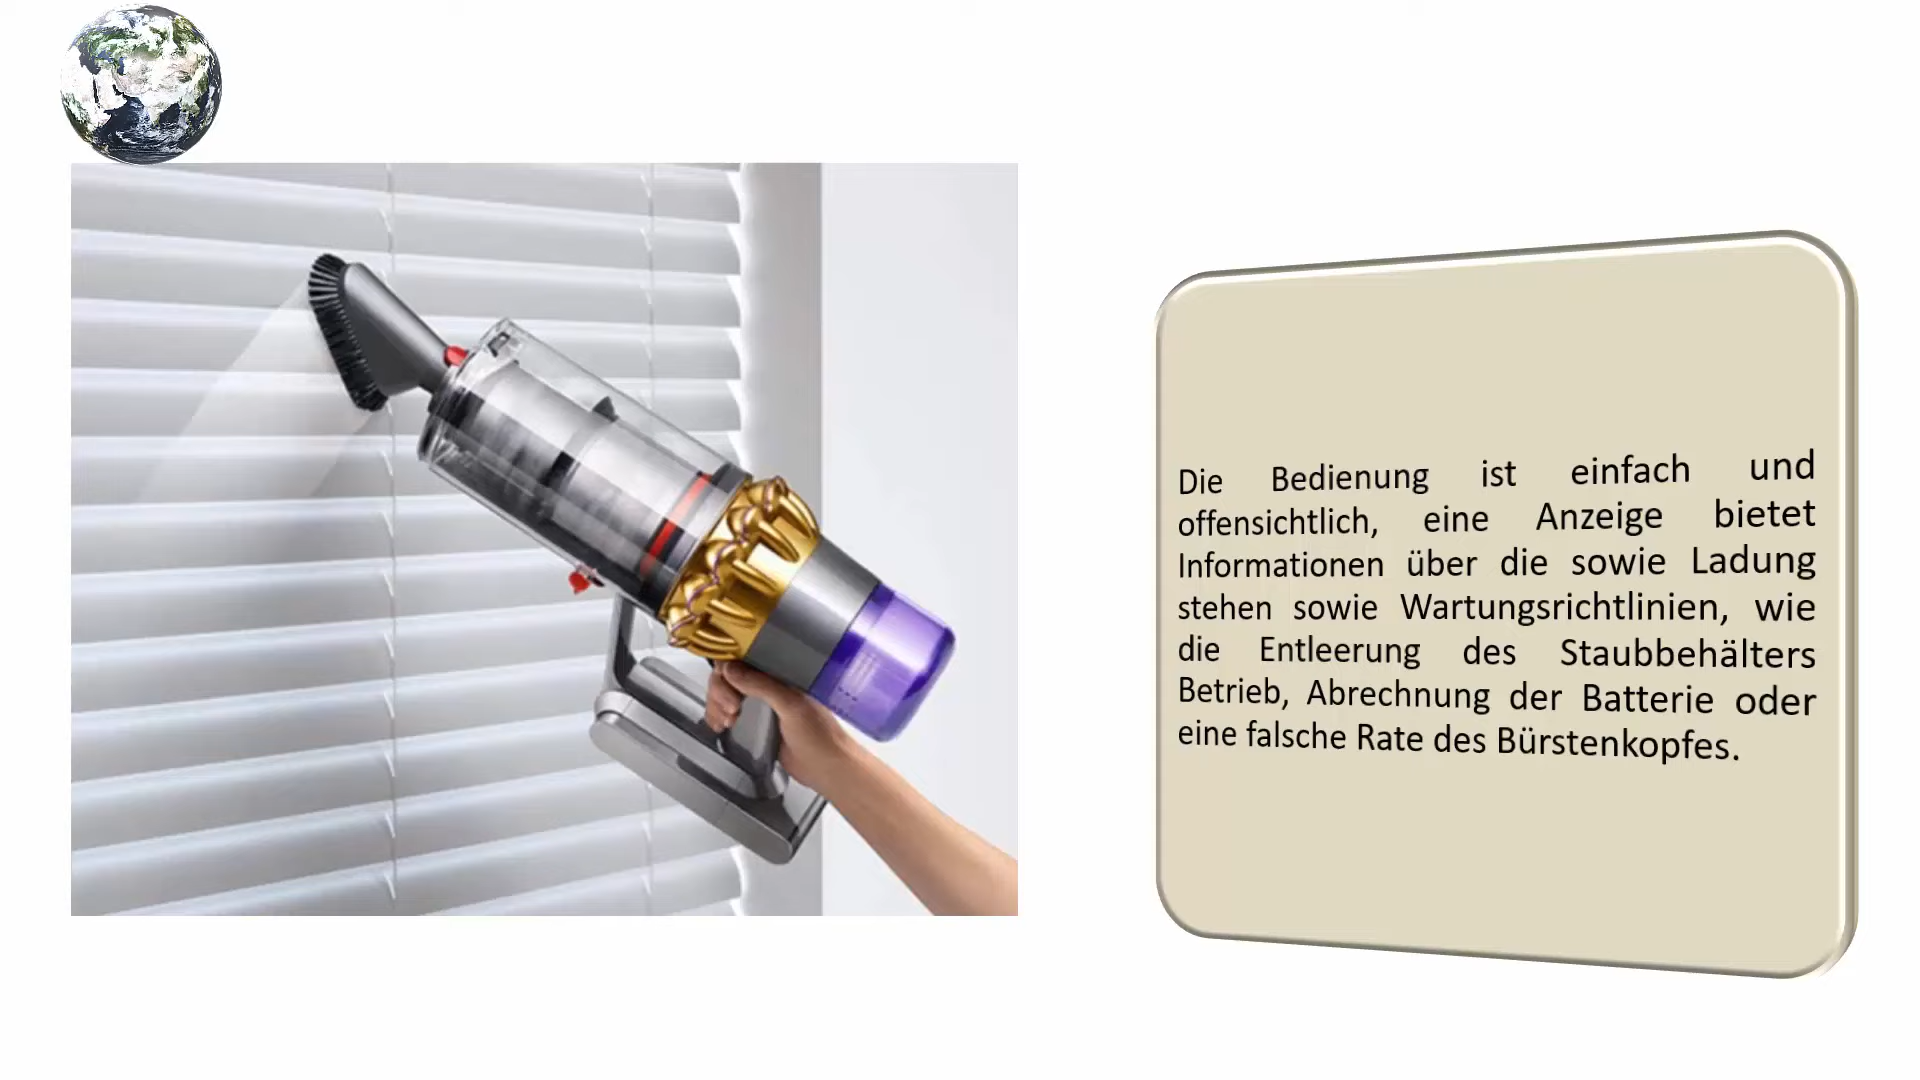 Die Bedienung ist einfach und
offensichtlich, eine Anzeige bietet
Informationen über die sowie Ladung
stehen sowie Wartungsrichtlinien, wie
die Entleerung des Staubbehälters
Betrieb, Abrechnung der Batterie oder
eine falsche Rate des Bürstenkopfes.